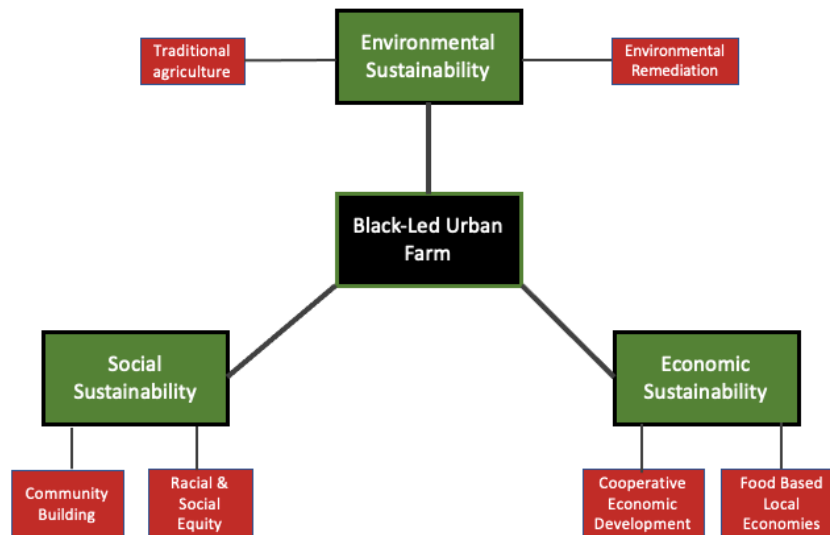 Traditional
agriculture
Environmental
Sustainability
Environmental
Remediation
Black-Led Urban
Farm
Social
Sustainability
Economic
Sustainability
Community
Building
Racial &
Social
Equity
Cooperative
Economic
Development
Food Based
Local
Economies